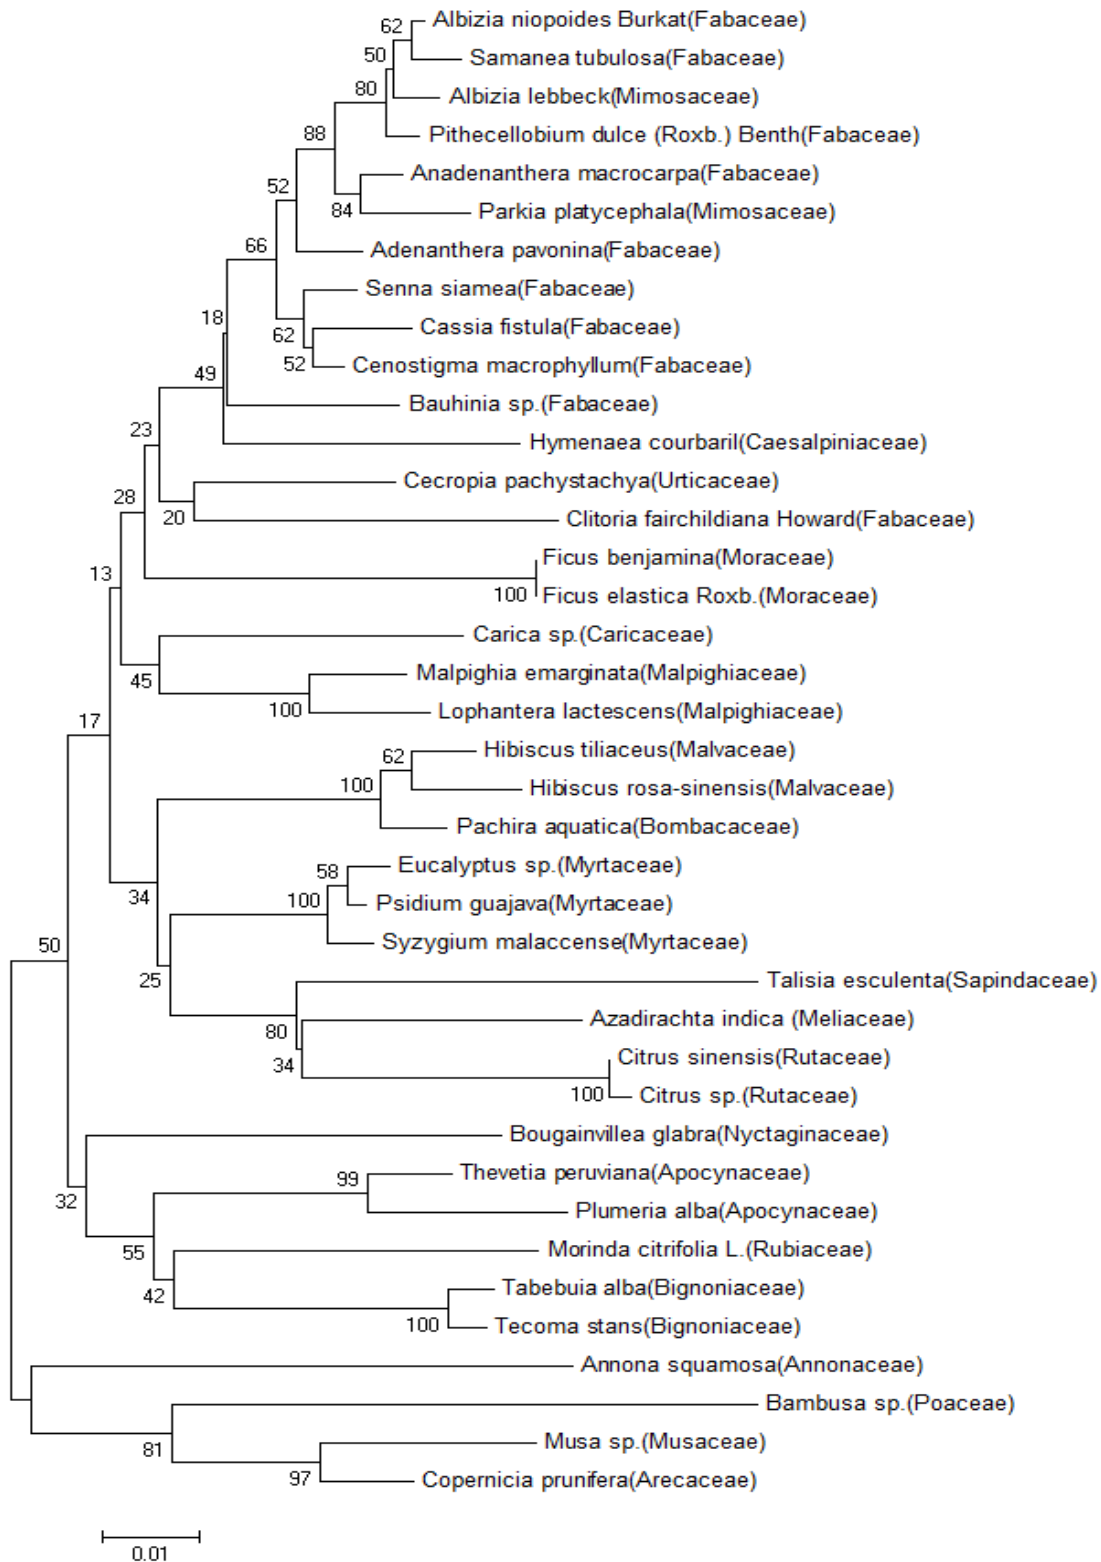 Albizia niopoides Burkat(Fabaceae)
62
Samanea tubulosa(Fabaceae)
50
Albizia lebbeck(Mimosaceae)
80
Pithecellobium dulce (Roxb.) Benth(Fabaceae)
88
Anadenanthera macrocarpa(Fabaceae)
52
84
Parkia platycephala(Mimosaceae)
66
Adenanthera pavonina(Fabaceae)
Senna siamea(Fabaceae)
18
62
Cassia fistula(Fabaceae)
52
Cenostigma macrophyllum(Fabaceae)
49
Bauhinia sp.(Fabaceae)
23
Hymenaea courbaril(Caesalpiniaceae)
Cecropia pachystachya(Urticaceae)
28
20
Clitoria fairchildiana Howard(Fabaceae)
Ficus benjamina(Moraceae)
13
100
Ficus elastica Roxb.(Moraceae)
Carica sp.(Caricaceae)
45
Malpighia emarginata(Malpighiaceae)
100
Lophantera lactescens(Malpighiaceae)
17
Hibiscus tiliaceus(Malvaceae)
62
100
Hibiscus rosa-sinensis(Malvaceae)
Pachira aquatica(Bombacaceae)
Eucalyptus sp.(Myrtaceae)
58
34
100
Psidium guajava(Myrtaceae)
50
Syzygium malaccense(Myrtaceae)
25
Talisia esculenta(Sapindaceae)
80
Azadirachta indica (Meliaceae)
34
Citrus sinensis(Rutaceae)
100
Citrus sp.(Rutaceae)
Bougainvillea glabra(Nyctaginaceae)
Thevetia peruviana(Apocynaceae)
99
32
Plumeria alba(Apocynaceae)
55
Morinda citrifolia L.(Rubiaceae)
42
Tabebuia alba(Bignoniaceae)
100
Tecoma stans(Bignoniaceae)
Annona squamosa(Annonaceae)
Bambusa sp.(Poaceae)
81
Musa sp.(Musaceae)
97
Copernicia prunifera(Arecaceae)
0.01